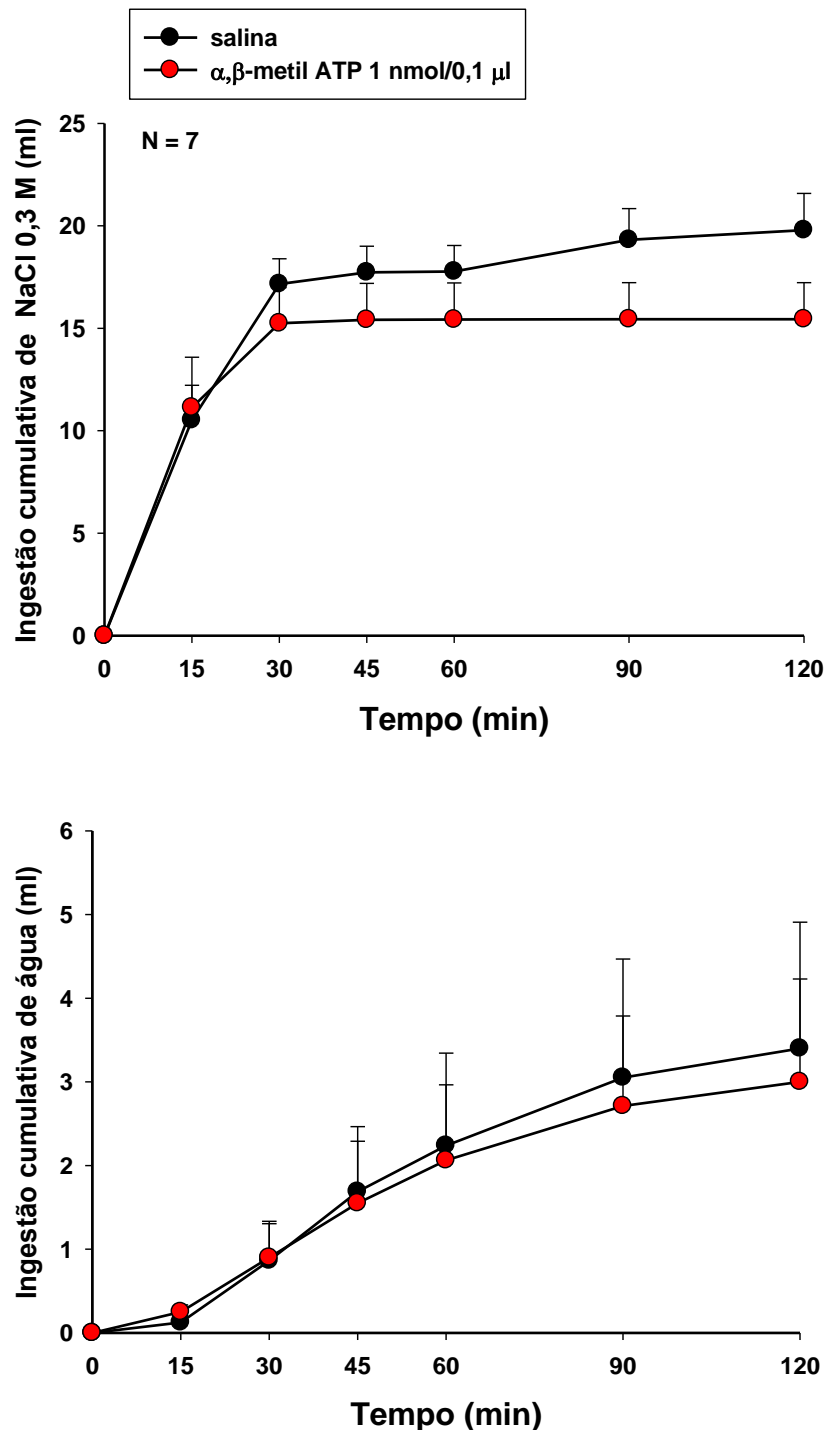 salina
α,β-metil ATP 1 nmol/0,1 µl
N = 7
Ingestão cumulativa de NaCl 0,3 M (ml)
25
20
15
10
5
0
0 15 30 45 60 90 120
Tempo (min)
Ingestão cumulativa de água (ml)
6
5
4
3
2
1
0
0 15 30 45 60 90 120
Tempo (min)